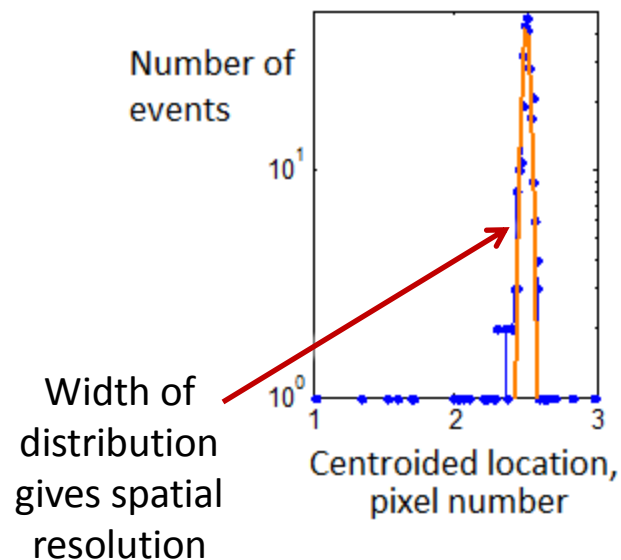 Number of
events
10¹
10⁰
1
2
3
Centroided location,
pixel number
Width of
distribution
gives spatial
resolution